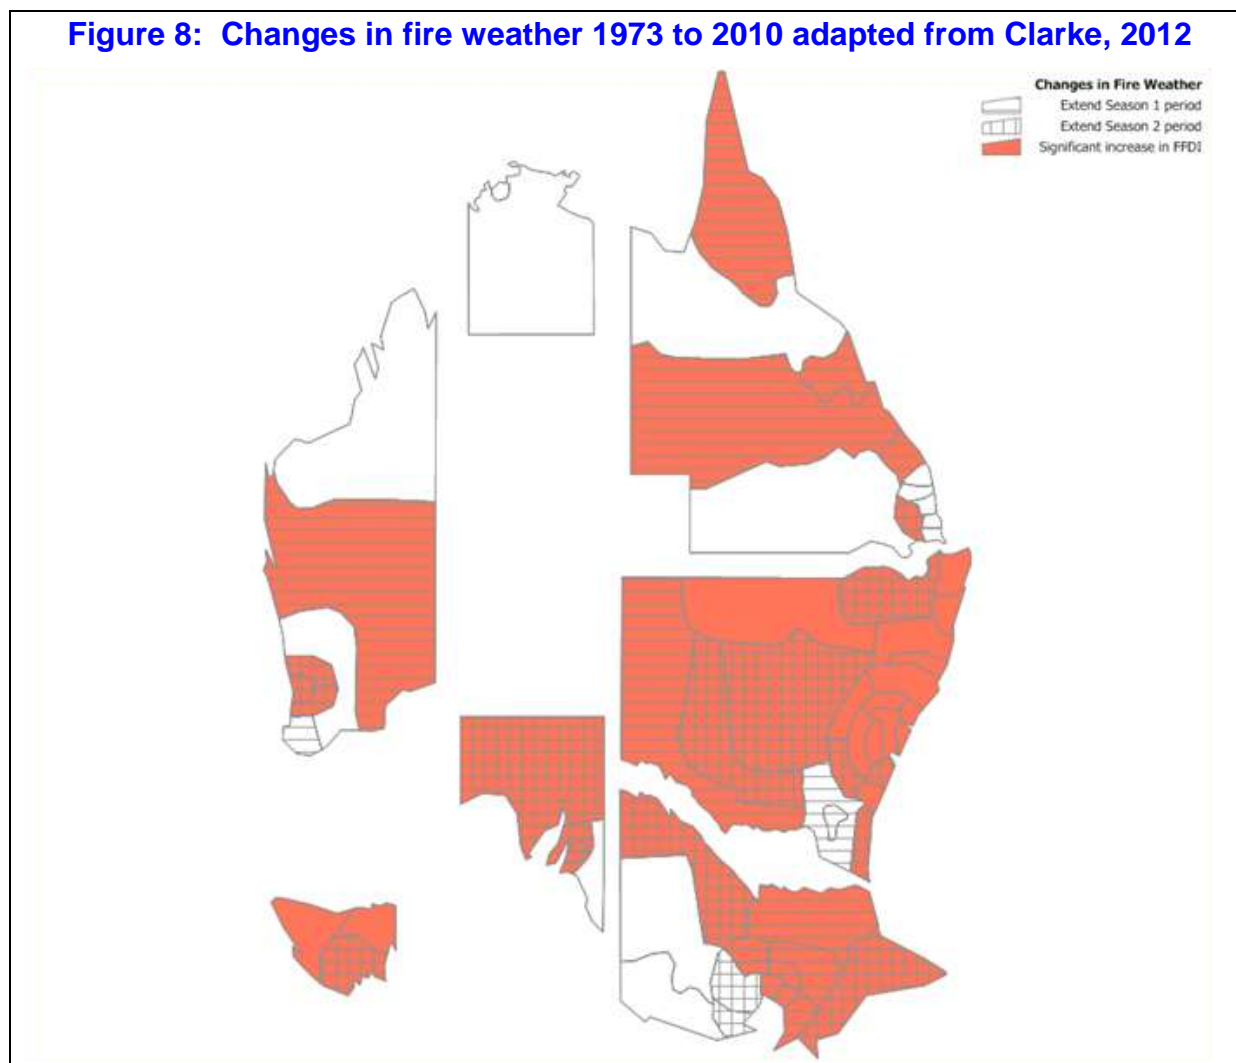 Figure 8: Changes in fire weather 1973 to 2010 adapted from Clarke, 2012
Changes in Fire Weather
Extend Season 1 period
Extend Season 2 period
Significant increase in FFDI